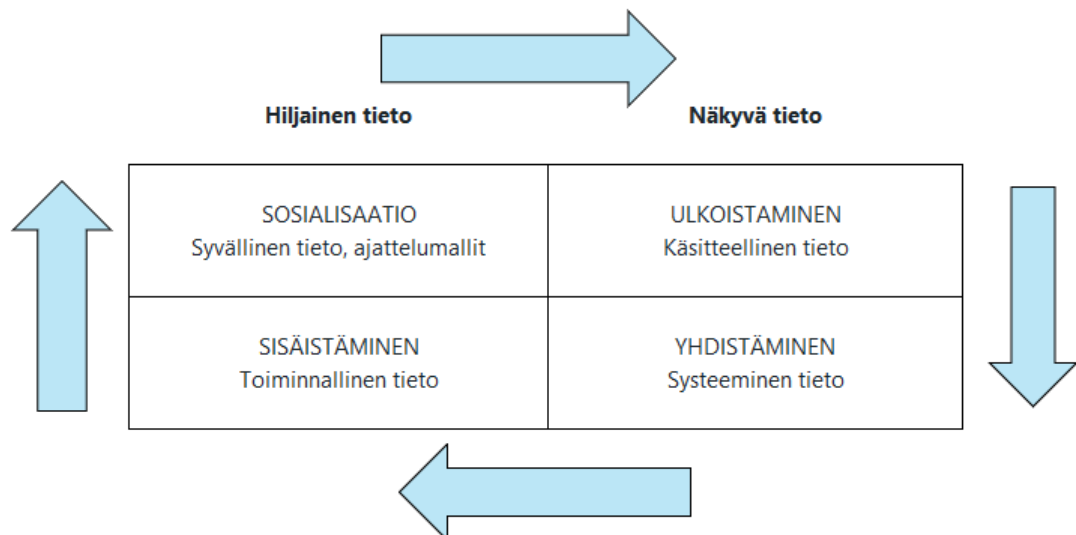 Hiljainen tieto
Näkyvä tieto
SOSIALISAATIO
Syvällinen tieto, ajattelumallit
ULKOISTAMINEN
Käsitteellinen tieto
SISÄISTÄMINEN
Toiminnallinen tieto
YHDISTÄMINEN
Systeeminen tieto